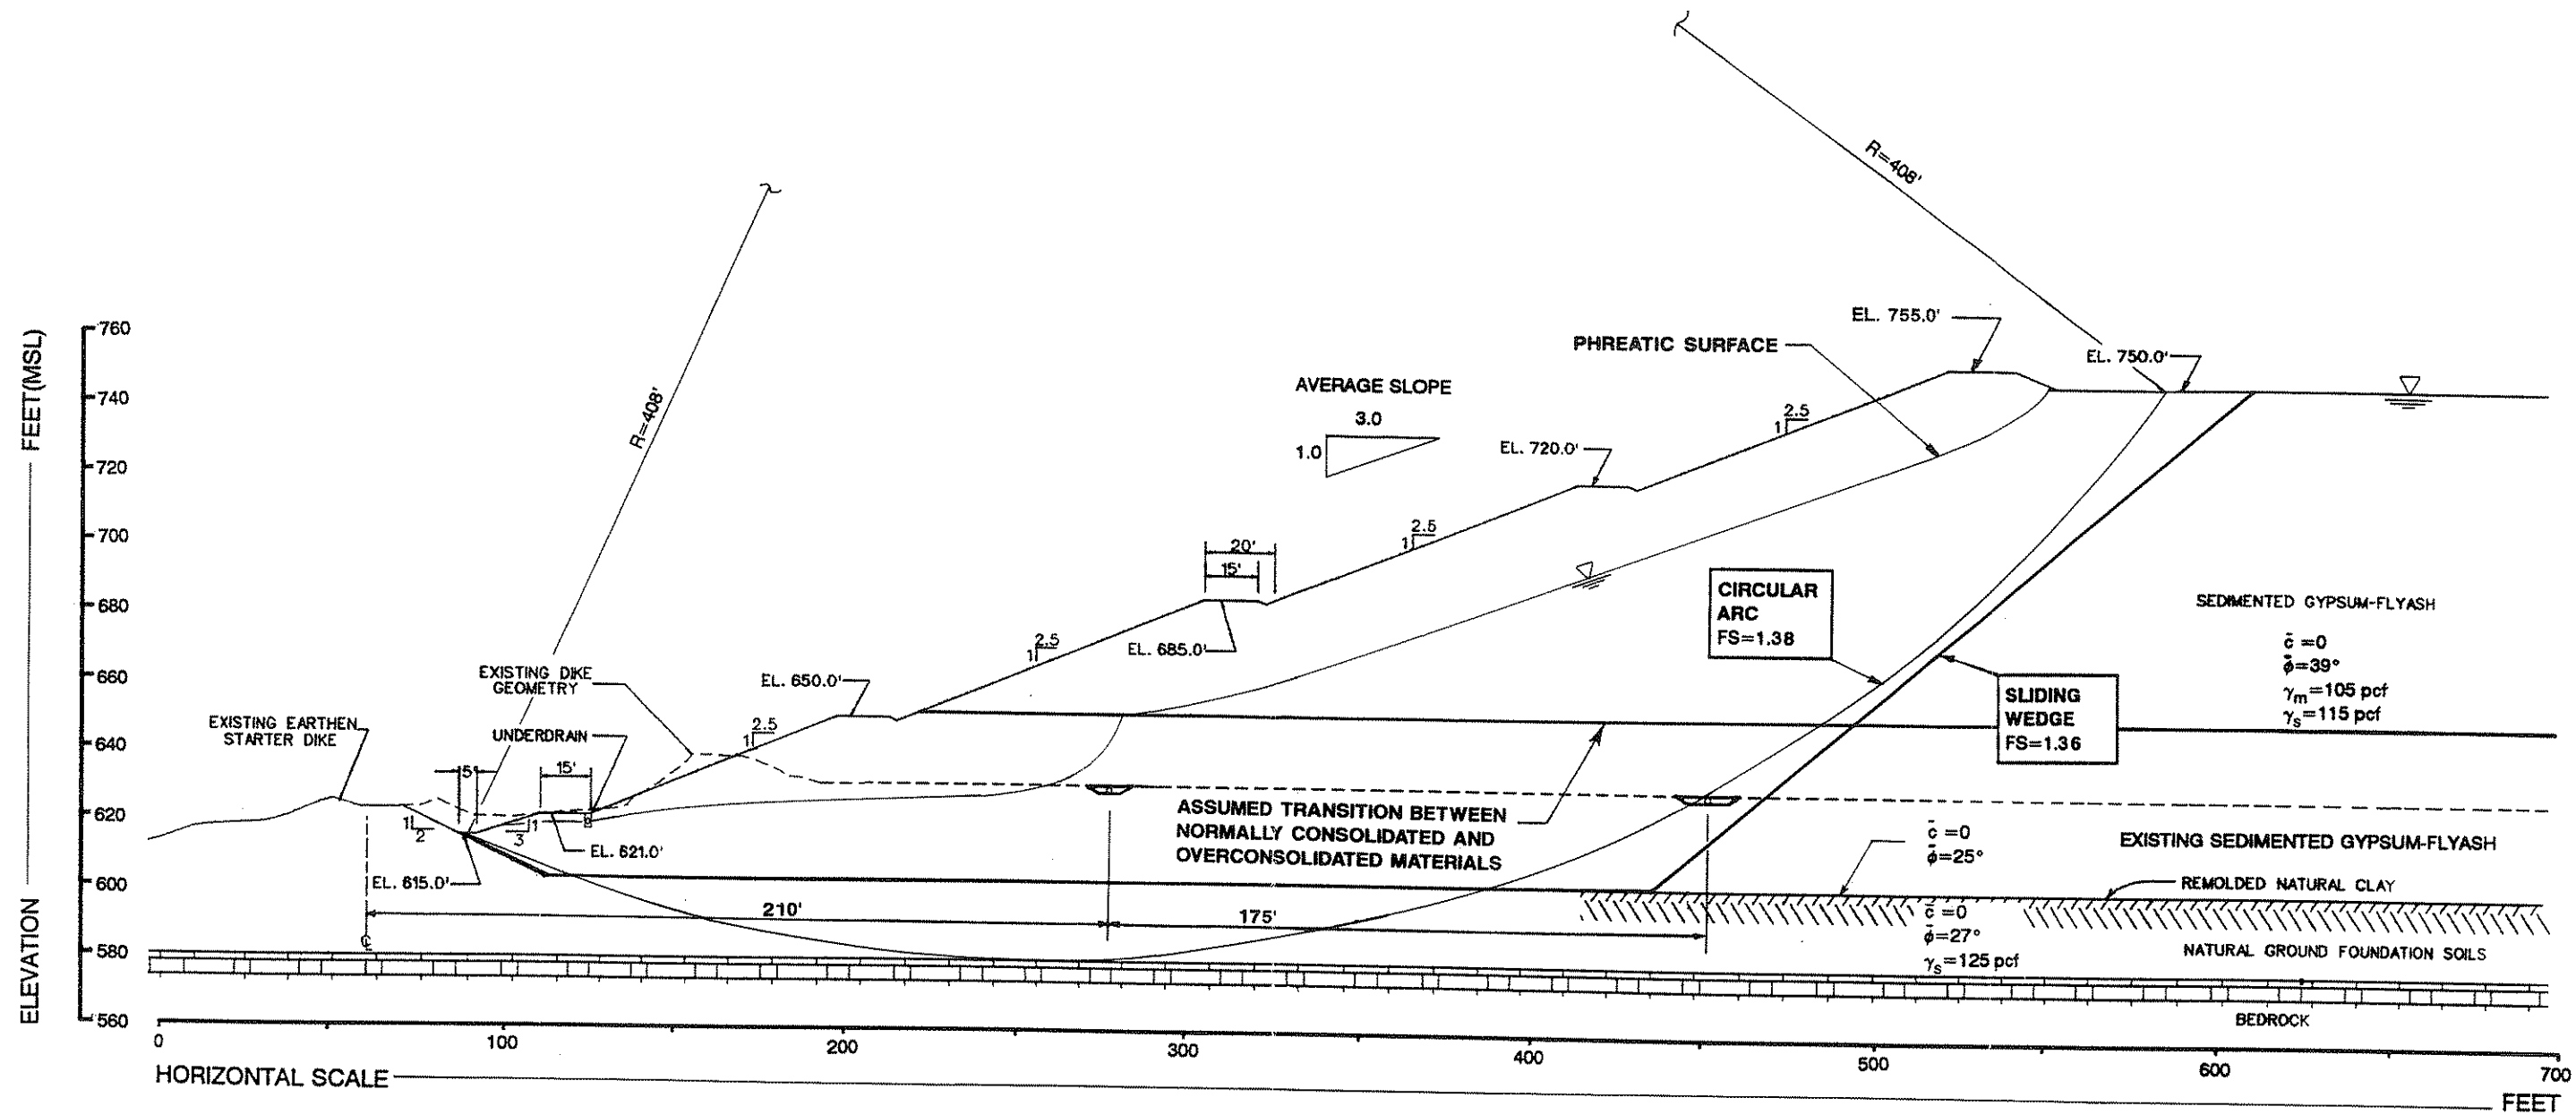 R=408'
R=408'
ELEVATION
FEET(MSL)
760
740
720
700
680
660
640
620
600
580
560
EL. 755.0'
PHREATIC SURFACE
EL. 750.0'
AVERAGE SLOPE
3.0
1.0
2.5
1
EL. 720.0'
2.5
1
20'
15'
EL. 685.0'
2.5
1
CIRCULAR
ARC
FS=1.38
SEDIMENTED GYPSUM-FLYASH
c̄ =0
φ̄=39°
γm=105 pcf
γs=115 pcf
SLIDING
WEDGE
FS=1.36
EXISTING DIKE
GEOMETRY
EL. 650.0'
2.5
1
EXISTING EARTHEN
STARTER DIKE
UNDERDRAIN
5'
15'
1
2
1
3
EL. 621.0'
EL. 615.0'
ASSUMED TRANSITION BETWEEN
NORMALLY CONSOLIDATED AND
OVERCONSOLIDATED MATERIALS
c̄ =0
φ̄=25°
EXISTING SEDIMENTED GYPSUM-FLYASH
REMOLDED NATURAL CLAY
210'
175'
℄
c̄ =0
φ̄=27°
γs=125 pcf
NATURAL GROUND FOUNDATION SOILS
BEDROCK
0
100
200
300
400
500
600
700
HORIZONTAL SCALE
FEET